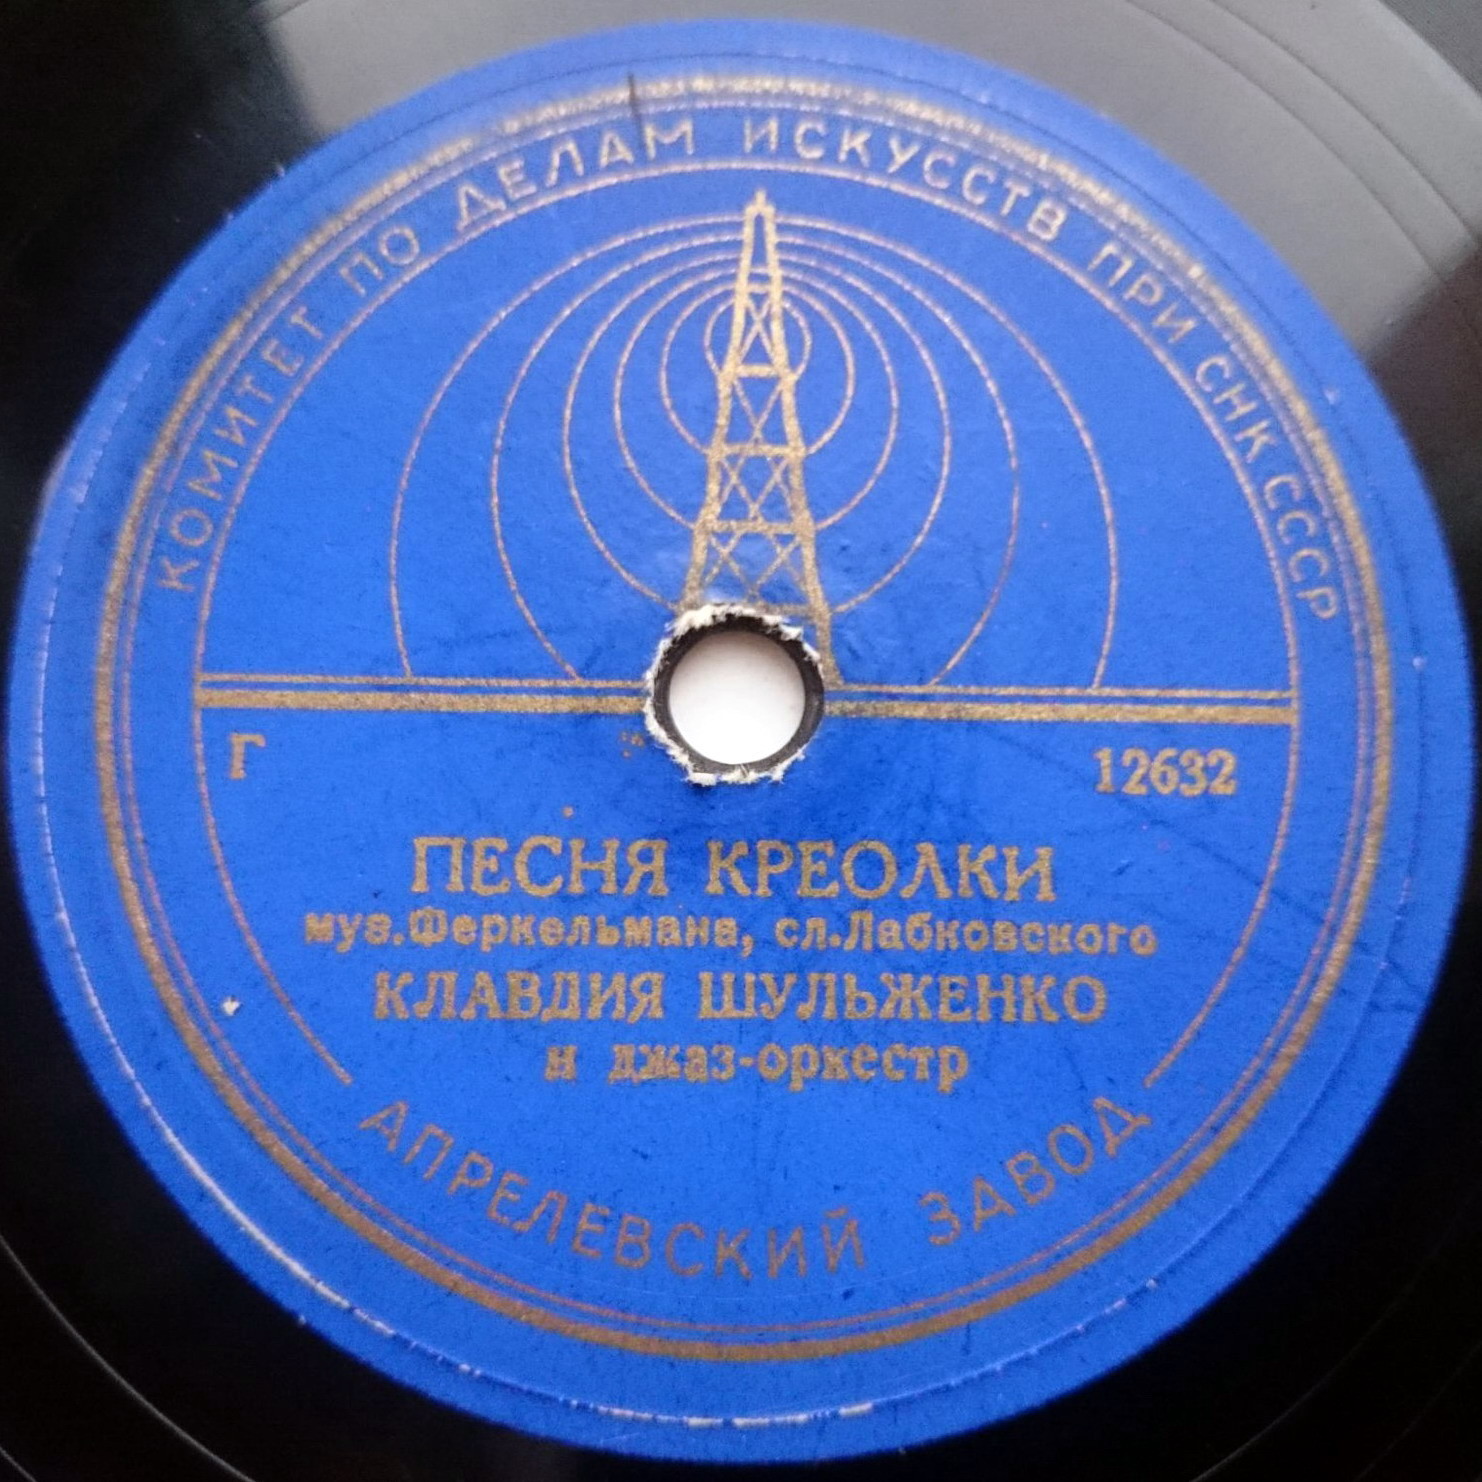 КОМИТЕТ ПО ДЕЛАМ ИСКУССТВ ПРИ СНК СССР
Г 12632
ПЕСНЯ КРЕОЛКИ
муз.Феркельмана, сл.Лабковского
КЛАВДИЯ ШУЛЬЖЕНКО
и джаз-оркестр
АПРЕЛЕВСКИЙ ЗАВОД